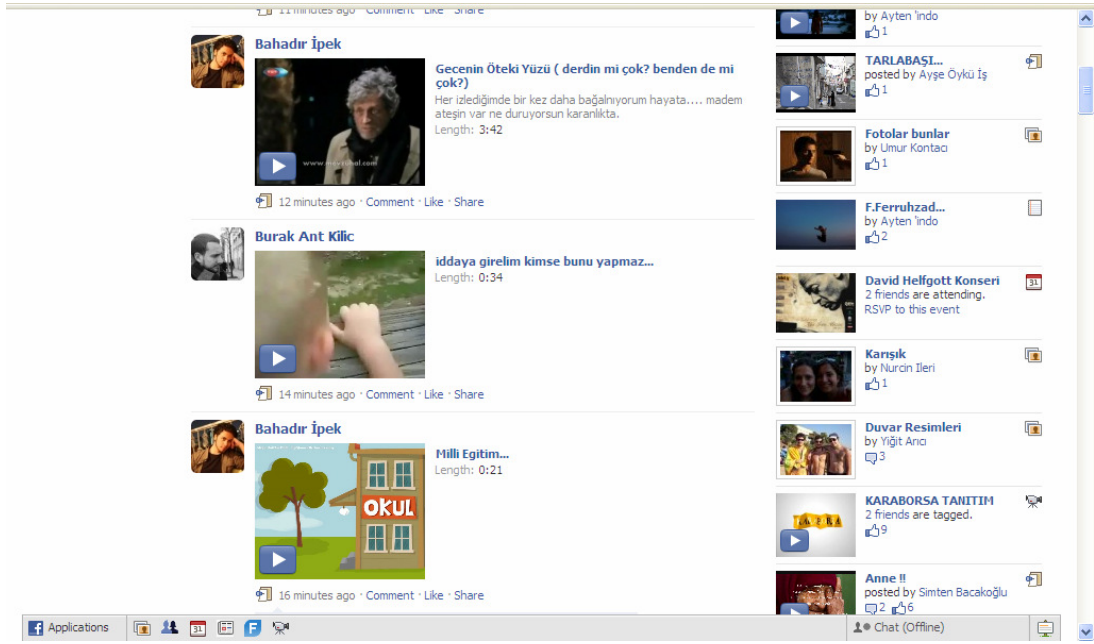 11 minutes ago · Comment · Like · Share
Bahadır İpek
Gecenin Öteki Yüzü ( derdin mi çok? benden de mi
çok?)
Her izlediğimde bir kez daha bağalnıyorum hayata.... madem
ateşin var ne duruyorsun karanlıkta.
Length: 3:42
www.meyselhal.com
12 minutes ago · Comment · Like · Share
Burak Ant Kilic
iddaya girelim kimse bunu yapmaz...
Length: 0:34
14 minutes ago · Comment · Like · Share
Bahadır İpek
Milli Egitim...
Length: 0:21
OKUL
16 minutes ago · Comment · Like · Share
by Ayten 'indo
1
TARLABAŞI...
posted by Ayşe Öykü İş
1
Fotolar bunlar
by Umur Kontacı
1
F.Ferruhzad...
by Ayten 'indo
2
David Helfgott Konseri
31
2 friends are attending.
RSVP to this event
Karışık
by Nurcin Ileri
1
Duvar Resimleri
by Yiğit Arıcı
3
KARABORSA TANITIM
2 friends are tagged.
9
Anne !!
posted by Simten Bacakoğlu
2 6
Applications
31
Chat (Offline)